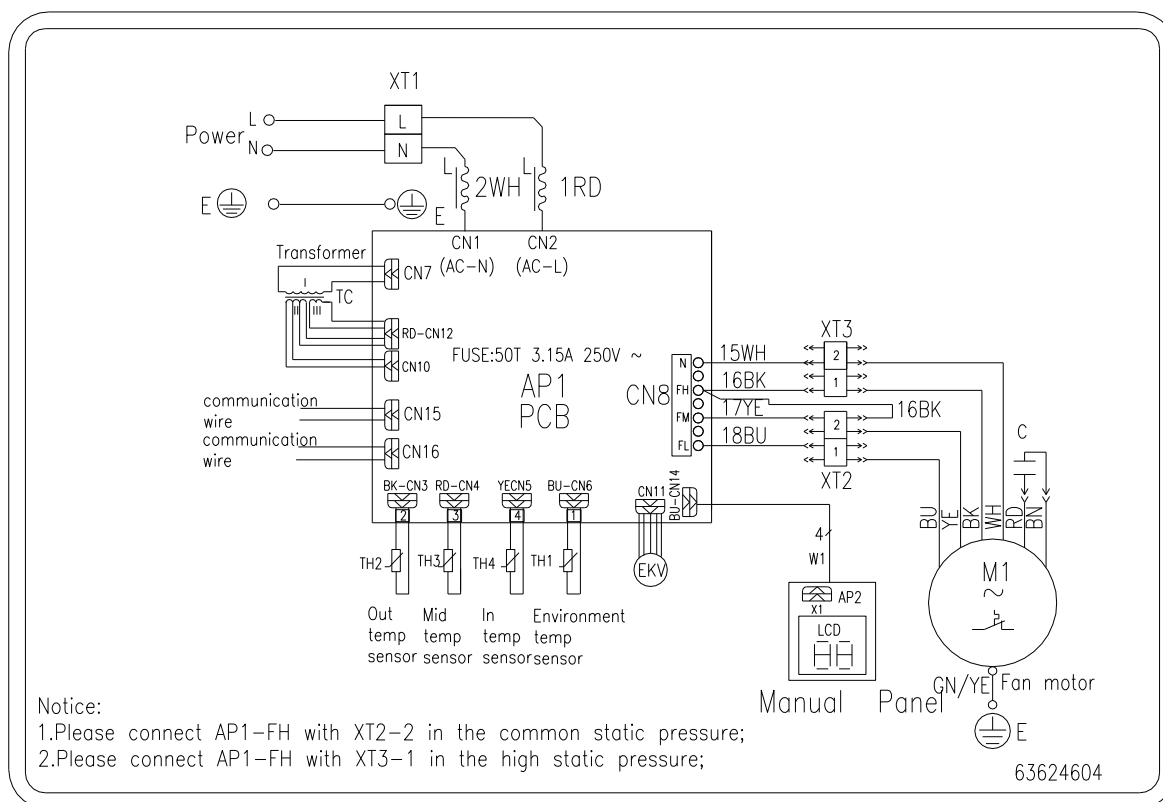 XT1
Power L
L
N
N
E
E
L
2WH
L
1RD
CN1
(AC-N)
CN2
(AC-L)
Transformer
I
II
III
TC
CN7
RD-CN12
CN10
FUSE:50T 3.15A 250V ~
AP1
PCB
communication
wire
CN15
communication
wire
CN16
CN8
N
FH
FM
FL
15WH
16BK
17YE
18BU
16BK
XT3
2
1
2
1
XT2
C
BK-CN3
RD-CN4
YECN5
BU-CN6
CN11
BU-CN14
2
3
4
1
TH2
TH3
TH4
TH1
EKV
Out
temp
sensor
Mid
temp
sensor
In
temp
sensor
Environment
temp
sensor
4
W1
AP2
X1
LCD
88
Manual Panel
BU
YE
BK
WH
RD
BN
M1
~
GN/YE
Fan motor
E
Notice:
1.Please connect AP1-FH with XT2-2 in the common static pressure;
2.Please connect AP1-FH with XT3-1 in the high static pressure;
63624604